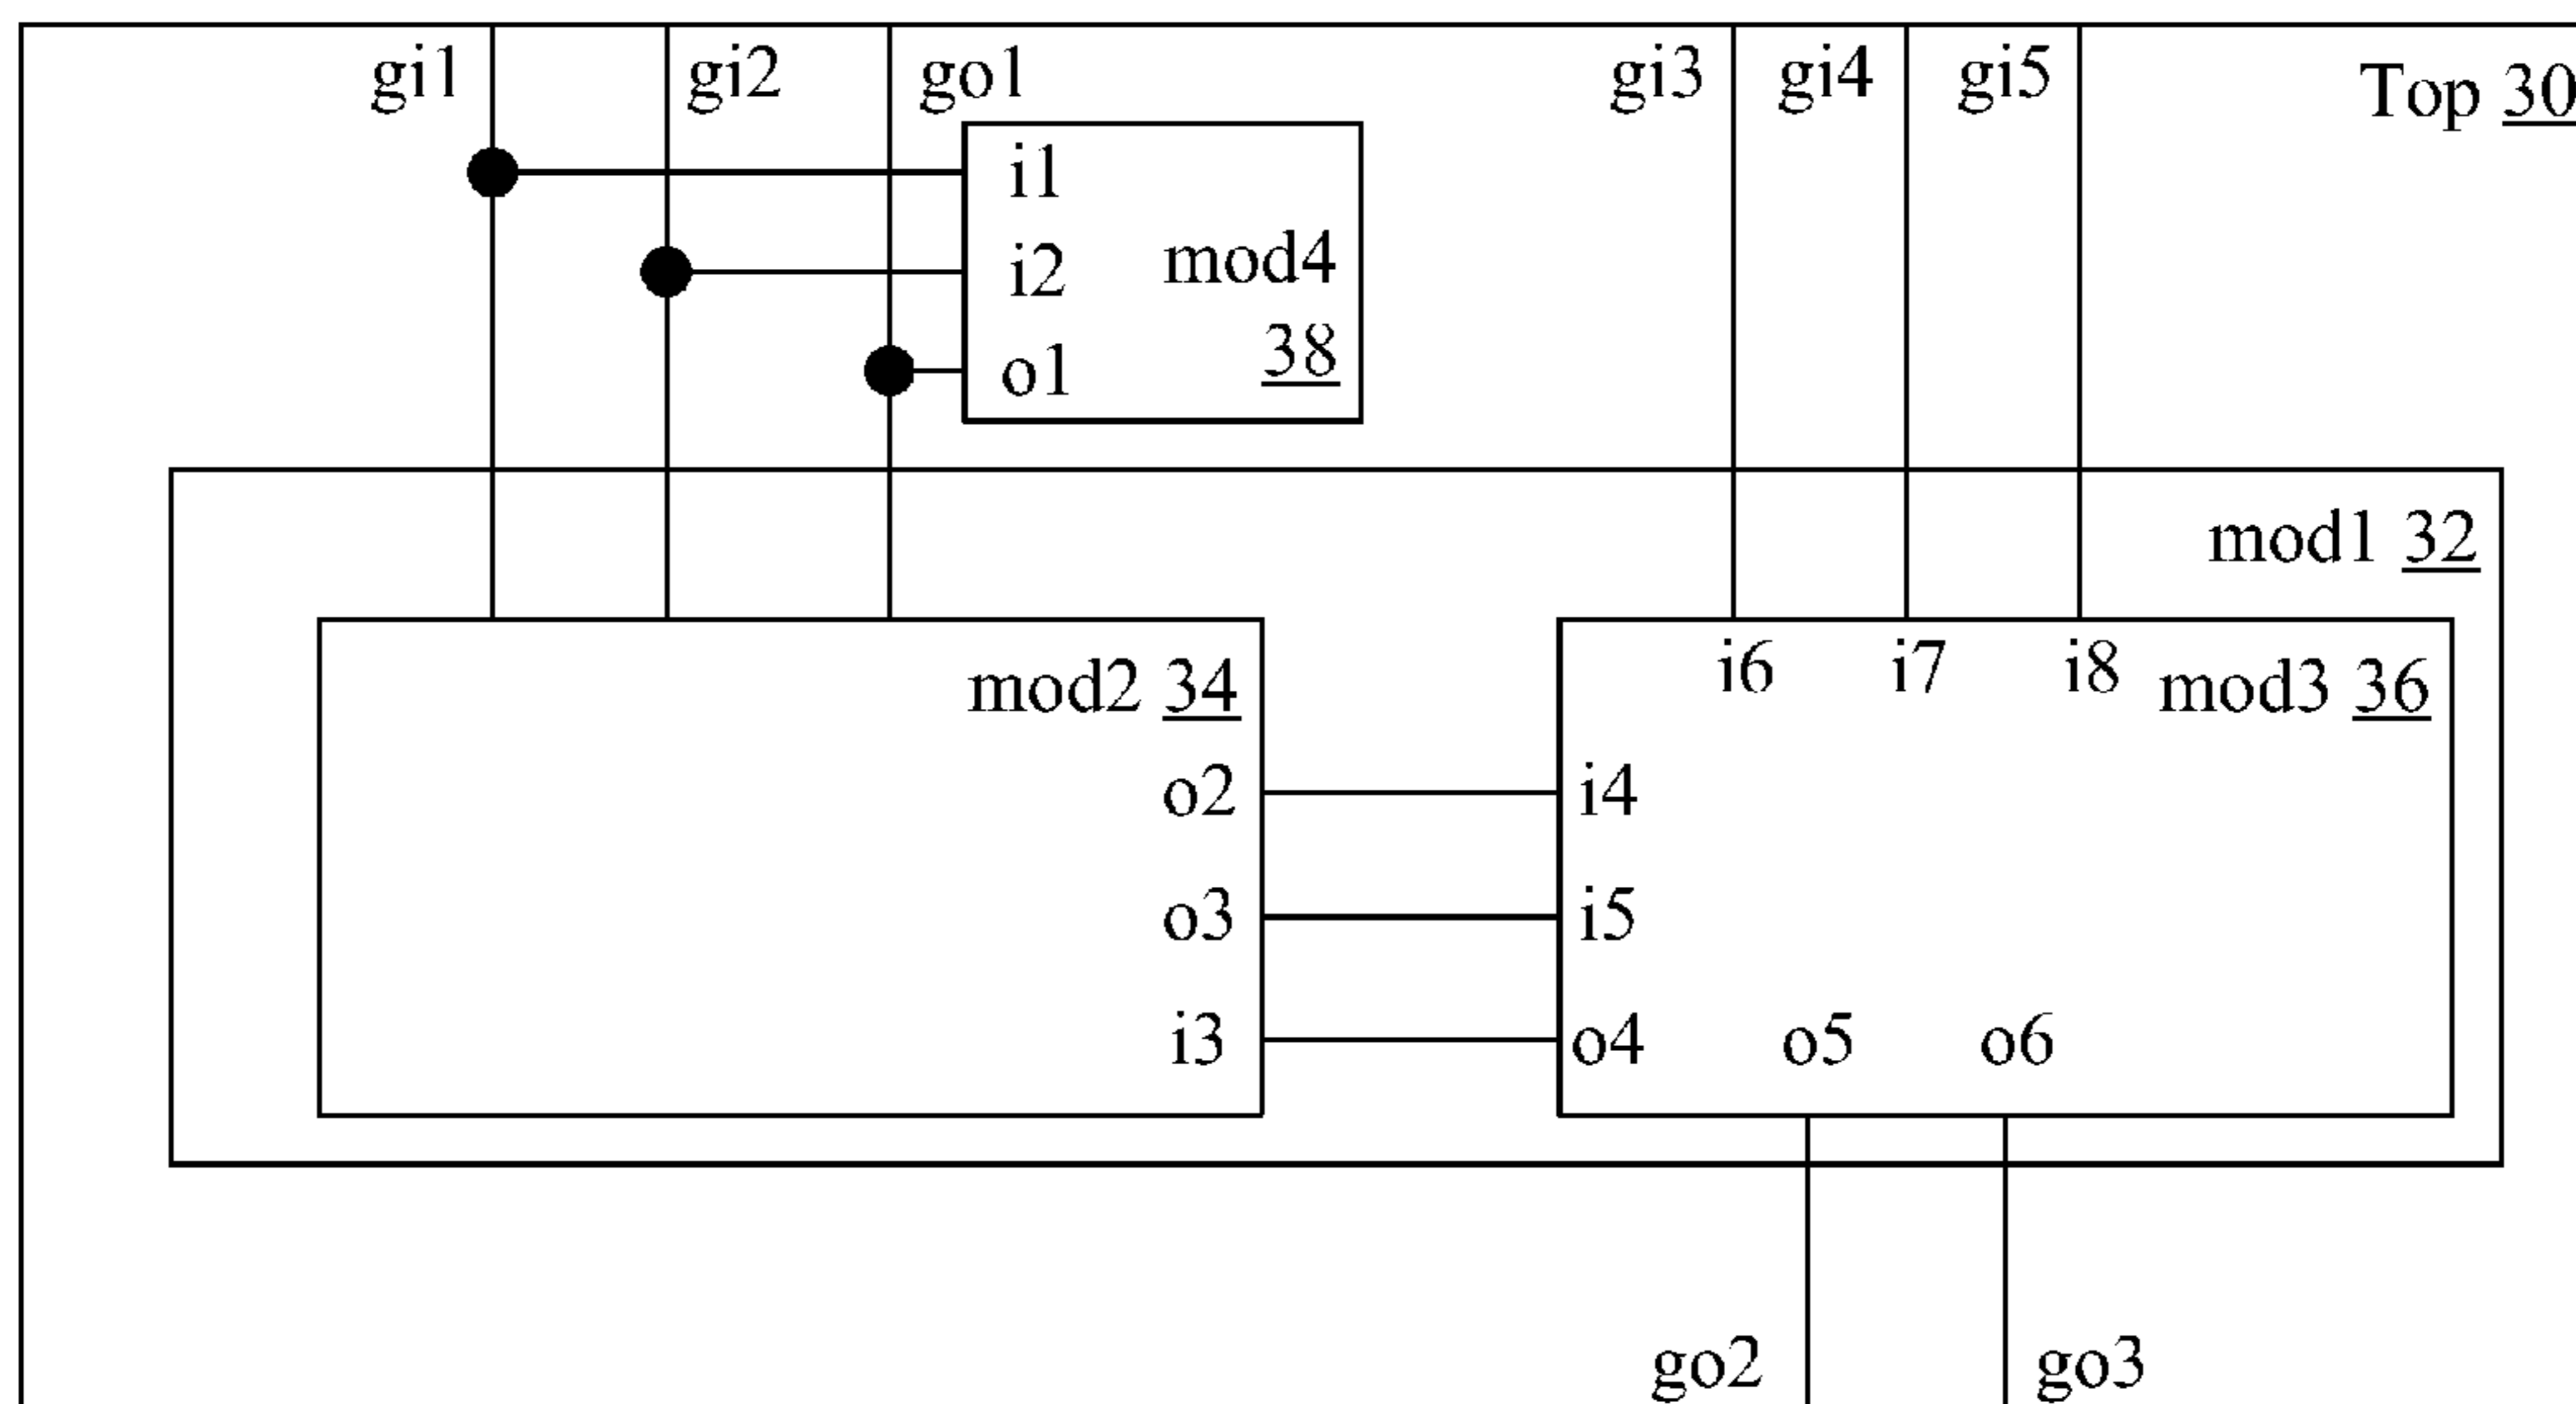 gi1 gi2 go1 gi3 gi4 gi5 Top 30
i1
i2 mod4
38
o1
mod1 32
mod2 34 i6 i7 i8 mod3 36
o2 i4
o3 i5
i3 o4 o5 o6
go2 go3